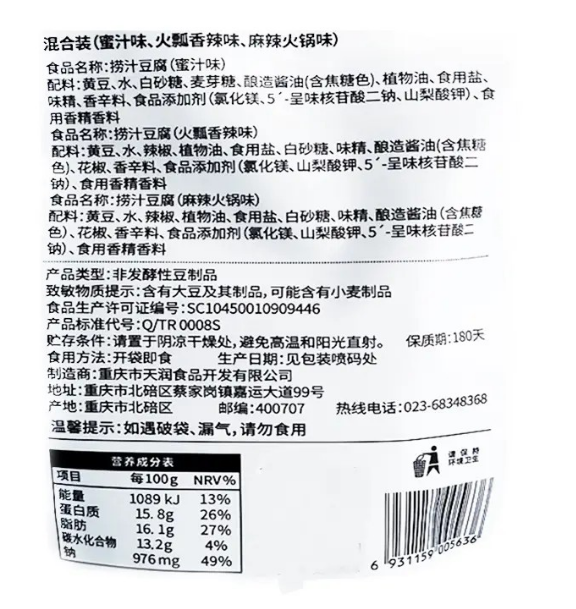 混合装(蜜汁味、火瓢香辣味、麻辣火锅味)
食品名称:捞汁豆腐(蜜汁味)
配料:黄豆、水、白砂糖、麦芽糖、酿造酱油(含焦糖色)、植物油、食用盐、
味精、香辛料、食品添加剂(氯化镁、5´-呈味核苷酸二钠、山梨酸钾)、食
用香精香料
食品名称:捞汁豆腐(火瓢香辣味)
配料:黄豆、水、辣椒、植物油、食用盐、白砂糖、味精、酿造酱油(含焦糖
色)、花椒、香辛料、食品添加剂(氯化镁、山梨酸钾、5´-呈味核苷酸二
钠)、食用香精香料
食品名称:捞汁豆腐(麻辣火锅味)
配料:黄豆、水、辣椒、植物油、食用盐、白砂糖、味精、酿造酱油(含焦糖
色)、花椒、香辛料、食品添加剂(氯化镁、山梨酸钾、5´-呈味核苷酸二
钠)、食用香精香料
产品类型:非发酵性豆制品
致敏物质提示:含有大豆及其制品,可能含有小麦制品
食品生产许可证编号:SC10450010909446
产品标准代号:Q/TR 0008S
贮存条件:请置于阴凉干燥处,避免高温和阳光直射。 保质期:180天
食用方法:开袋即食 生产日期:见包装喷码处
制造商:重庆市天润食品开发有限公司
地址:重庆市北碚区蔡家岗镇嘉运大道99号
产地:重庆市北碚区 邮编:400707 热线电话:023-68348368
温馨提示:如遇破袋、漏气,请勿食用
请保持
环境卫生
营养成分表
项目 每100g NRV%
能量 1089 kJ 13%
蛋白质 15.8g 26%
脂肪 16.1g 27%
碳水化合物 13.2g 4%
钠 976 mg 49%
6 931159 005636